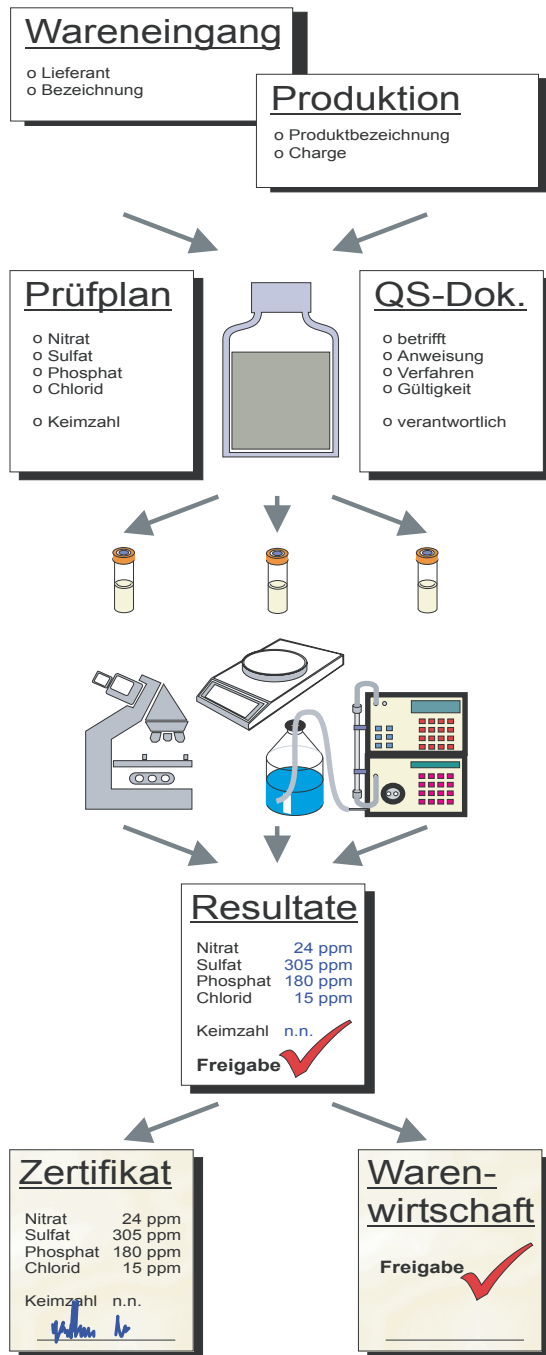 Wareneingang
o Lieferant
o Bezeichnung
Produktion
o Produktbezeichnung
o Charge
Prüfplan
o Nitrat
o Sulfat
o Phosphat
o Chlorid
o Keimzahl
QS-Dok.
o betrifft
o Anweisung
o Verfahren
o Gültigkeit
o verantwortlich
Resultate
Nitrat 24 ppm
Sulfat 305 ppm
Phosphat 180 ppm
Chlorid 15 ppm
Keimzahl n.n.
Freigabe
Zertifikat
Nitrat 24 ppm
Sulfat 305 ppm
Phosphat 180 ppm
Chlorid 15 ppm
Keimzahl n.n.
Waren-
wirtschaft
Freigabe